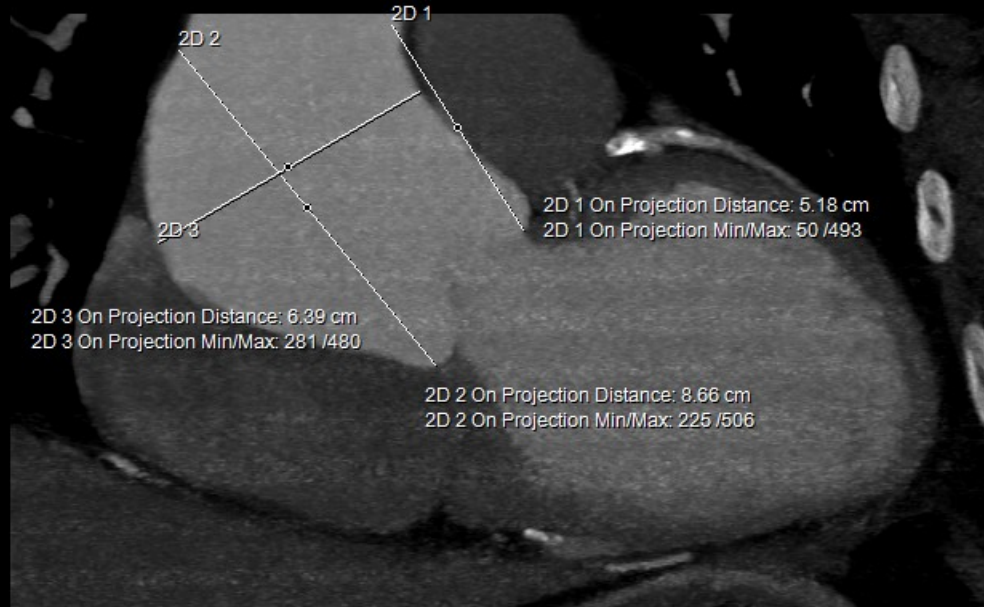 2D 1
2D 2
2D 1 On Projection Distance: 5.18 cm
2D 1 On Projection Min/Max: 50 /493
2D 3
2D 3 On Projection Distance: 6.39 cm
2D 3 On Projection Min/Max: 281 /480
2D 2 On Projection Distance: 8.66 cm
2D 2 On Projection Min/Max: 225 /506